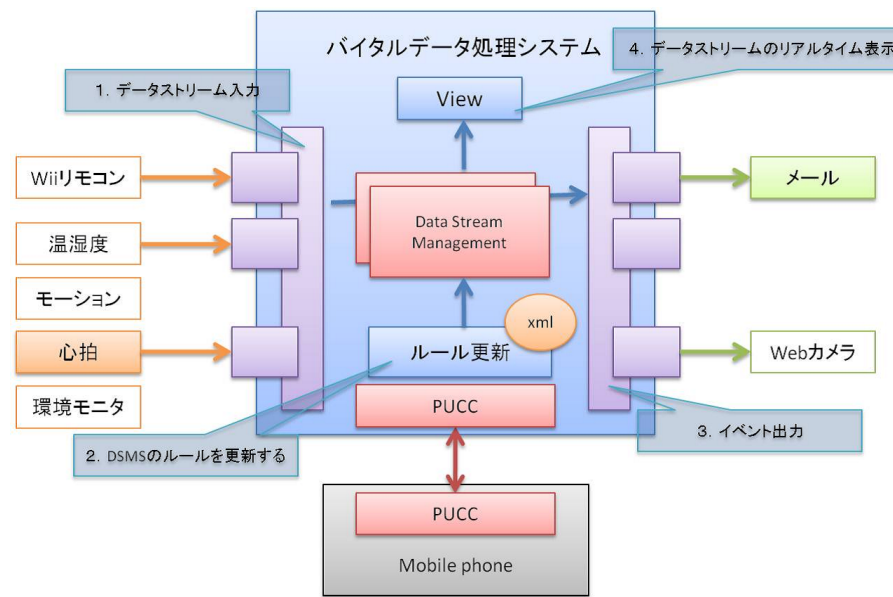 バイタルデータ処理システム
4. データストリームのリアルタイム表示
1. データストリーム入力
View
Wiiリモコン
メール
Data Stream
Management
温湿度
モーション
xml
心拍
ルール更新
Webカメラ
環境モニタ
PUCC
3. イベント出力
2. DSMSのルールを更新する
PUCC
Mobile phone